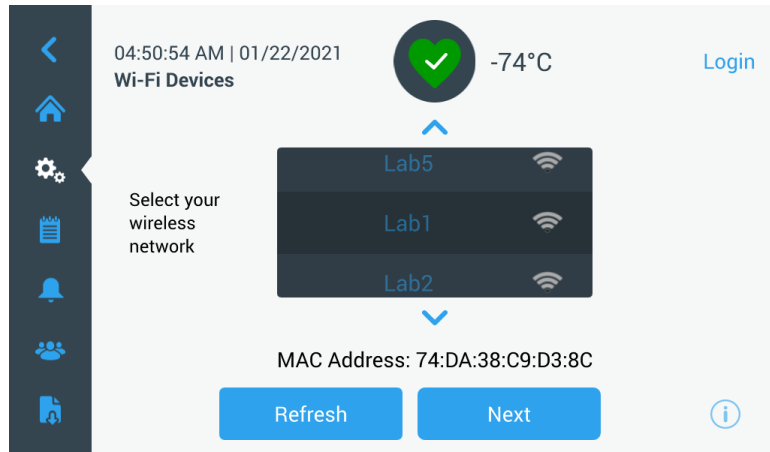 04:50:54 AM | 01/22/2021
Wi-Fi Devices
-74°C
Login
Select your
wireless
network
Lab5
Lab1
Lab2
MAC Address: 74:DA:38:C9:D3:8C
Refresh
Next